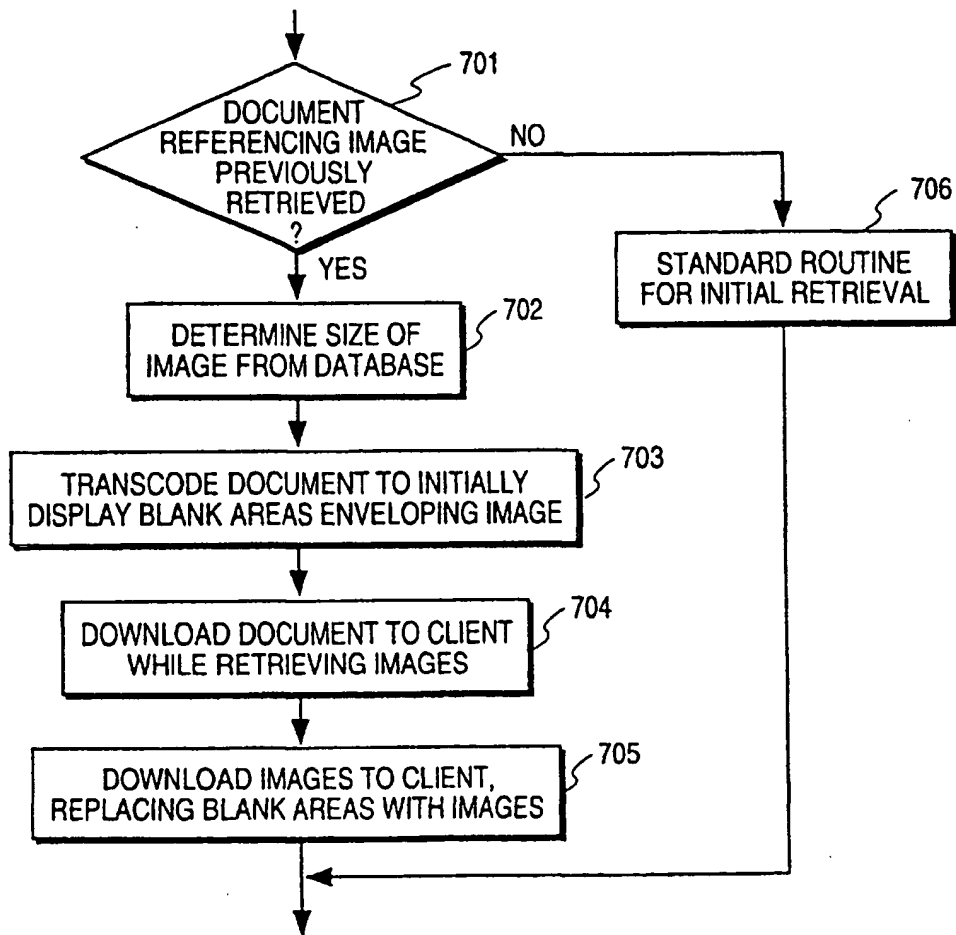 701
DOCUMENT
REFERENCING IMAGE
PREVIOUSLY
RETRIEVED
?
NO
YES
706
STANDARD ROUTINE
FOR INITIAL RETRIEVAL
702
DETERMINE SIZE OF
IMAGE FROM DATABASE
703
TRANSCODE DOCUMENT TO INITIALLY
DISPLAY BLANK AREAS ENVELOPING IMAGE
704
DOWNLOAD DOCUMENT TO CLIENT
WHILE RETRIEVING IMAGES
705
DOWNLOAD IMAGES TO CLIENT,
REPLACING BLANK AREAS WITH IMAGES